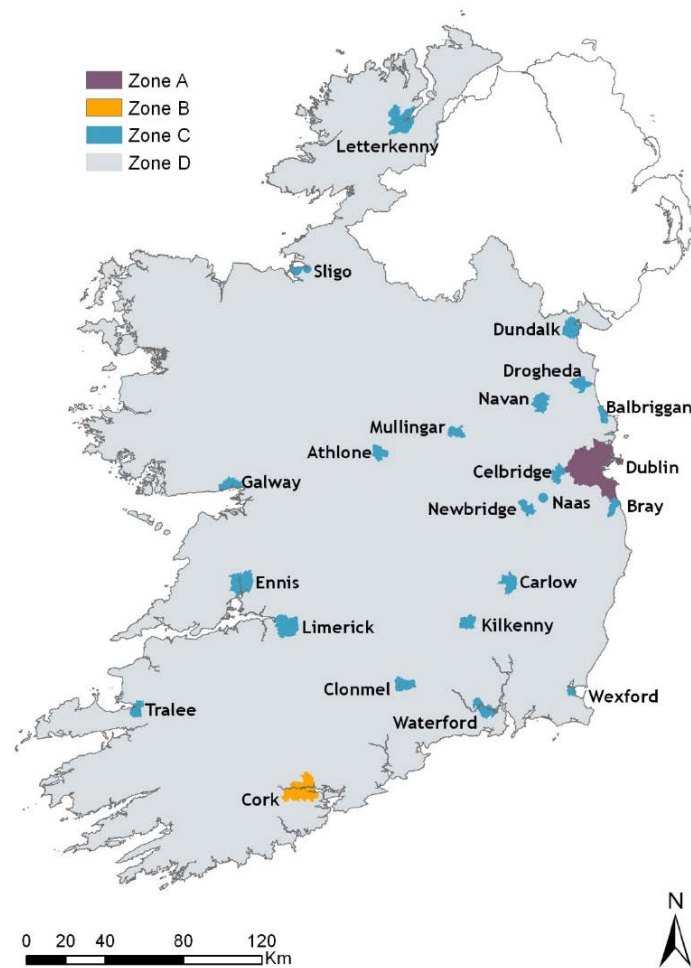 Zone A
Zone B
Zone C
Zone D
Letterkenny
Sligo
Dundalk
Drogheda
Navan
Balbriggan
Mullingar
Athlone
Celbridge
Dublin
Galway
Naas
Newbridge
Bray
Ennis
Carlow
Limerick
Kilkenny
Clonmel
Wexford
Tralee
Waterford
Cork
N
0 20 40 80 120
Km